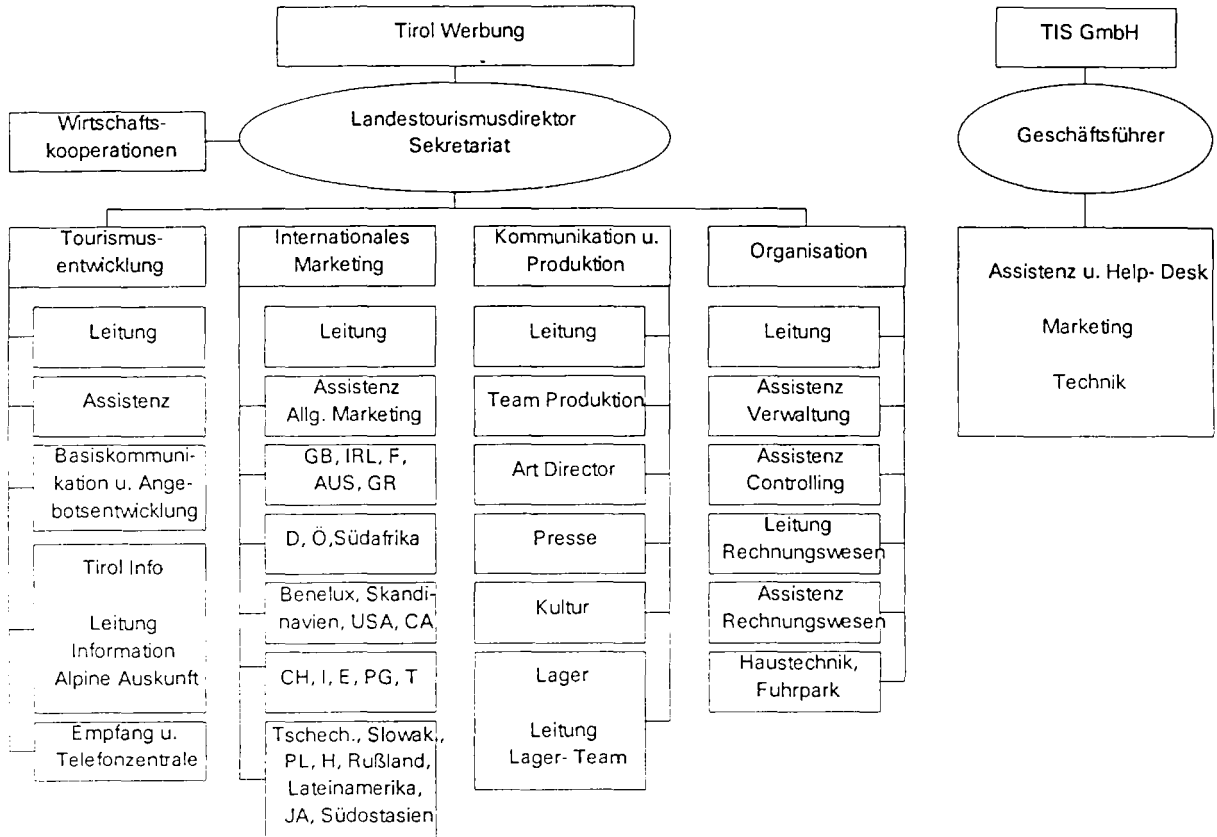 Tirol Werbung
TIS GmbH
Wirtschafts-
kooperationen
Landestourismusdirektor
Sekretariat
Geschäftsführer
Tourismus-
entwicklung
Leitung
Assistenz
Basiskommuni-
kation u. Ange-
botsentwicklung
Tirol Info
Leitung
Information
Alpine Auskunft
Empfang u.
Telefonzentrale
Internationales
Marketing
Leitung
Assistenz
Allg. Marketing
GB, IRL, F,
AUS, GR
D, Ö,Südafrika
Benelux, Skandi-
navien, USA, CA
CH, I, E, PG, T
Tschech., Slowak.,
PL, H, Rußland,
Lateinamerika,
JA, Südostasien
Kommunikation u.
Produktion
Leitung
Team Produktion
Art Director
Presse
Kultur
Lager
Leitung
Lager- Team
Organisation
Leitung
Assistenz
Verwaltung
Assistenz
Controlling
Leitung
Rechnungswesen
Assistenz
Rechnungswesen
Haustechnik,
Fuhrpark
Assistenz u. Help- Desk
Marketing
Technik